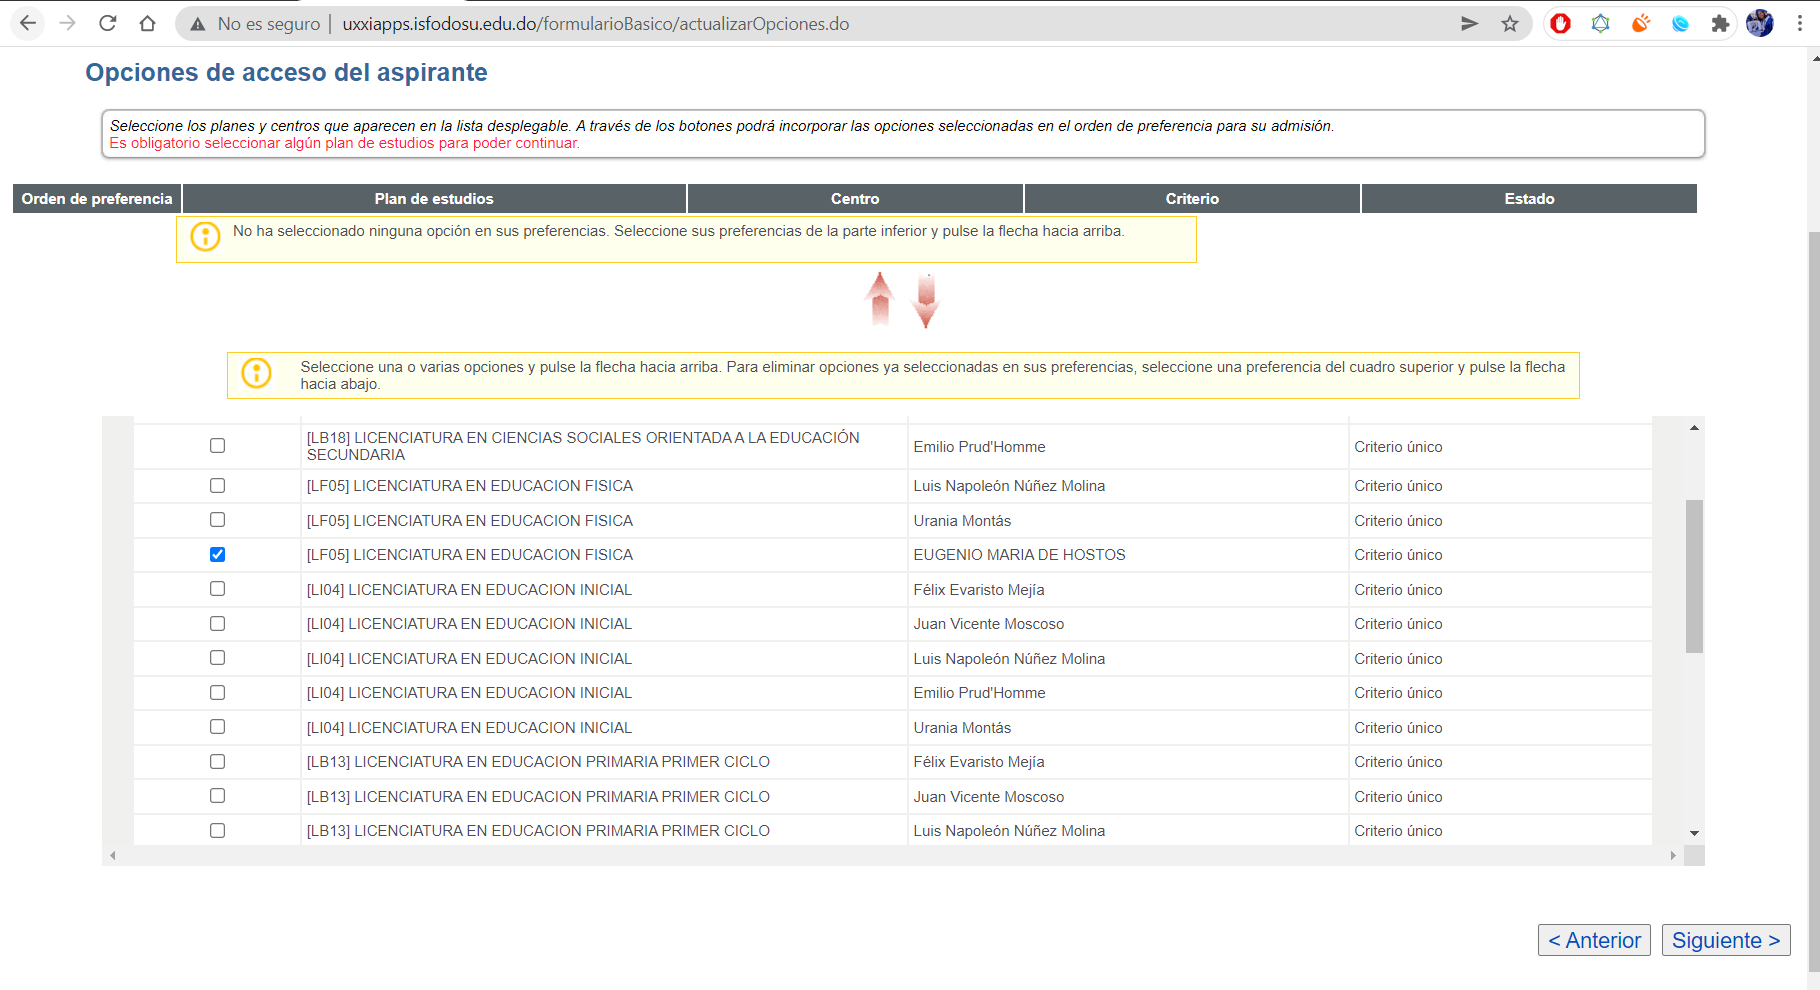 No es seguro | uxxiapps.isfodosu.edu.do/formularioBasico/actualizarOpciones.do
Opciones de acceso del aspirante
Seleccione los planes y centros que aparecen en la lista desplegable. A través de los botones podrá incorporar las opciones seleccionadas en el orden de preferencia para su admisión.
Es obligatorio seleccionar algún plan de estudios para poder continuar.
Orden de preferencia Plan de estudios Centro Criterio Estado
No ha seleccionado ninguna opción en sus preferencias. Seleccione sus preferencias de la parte inferior y pulse la flecha hacia arriba.
Seleccione una o varias opciones y pulse la flecha hacia arriba. Para eliminar opciones ya seleccionadas en sus preferencias, seleccione una preferencia del cuadro superior y pulse la flecha
hacia abajo.
[LB18] LICENCIATURA EN CIENCIAS SOCIALES ORIENTADA A LA EDUCACIÓN
SECUNDARIA Emilio Prud'Homme Criterio único
[LF05] LICENCIATURA EN EDUCACION FISICA Luis Napoleón Núñez Molina Criterio único
[LF05] LICENCIATURA EN EDUCACION FISICA Urania Montás Criterio único
[LF05] LICENCIATURA EN EDUCACION FISICA EUGENIO MARIA DE HOSTOS Criterio único
[LI04] LICENCIATURA EN EDUCACION INICIAL Félix Evaristo Mejía Criterio único
[LI04] LICENCIATURA EN EDUCACION INICIAL Juan Vicente Moscoso Criterio único
[LI04] LICENCIATURA EN EDUCACION INICIAL Luis Napoleón Núñez Molina Criterio único
[LI04] LICENCIATURA EN EDUCACION INICIAL Emilio Prud'Homme Criterio único
[LI04] LICENCIATURA EN EDUCACION INICIAL Urania Montás Criterio único
[LB13] LICENCIATURA EN EDUCACION PRIMARIA PRIMER CICLO Félix Evaristo Mejía Criterio único
[LB13] LICENCIATURA EN EDUCACION PRIMARIA PRIMER CICLO Juan Vicente Moscoso Criterio único
[LB13] LICENCIATURA EN EDUCACION PRIMARIA PRIMER CICLO Luis Napoleón Núñez Molina Criterio único
< Anterior Siguiente >